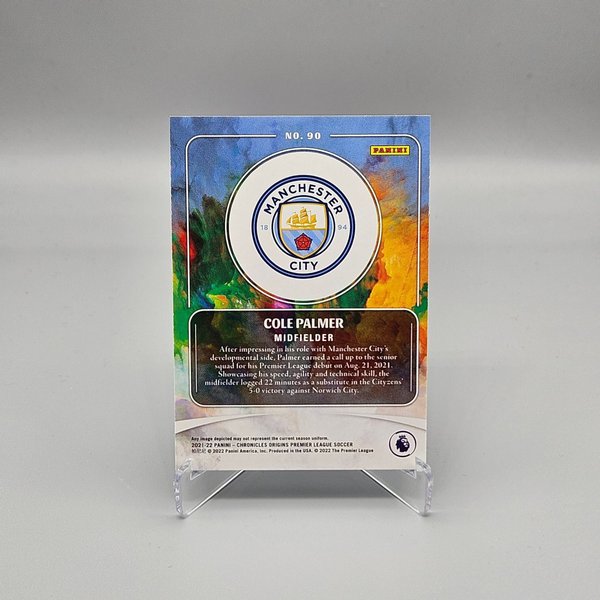 NO. 90
PANINI
MANCHESTER
18 94
CITY
COLE PALMER
MIDFIELDER
After impressing in his role with Manchester City's
developmental side, Palmer earned a call up to the senior
squad for his Premier League debut on Aug. 21, 2021.
Showcasing his speed, agility and technical skill, the
midfielder logged 22 minutes as a substitute in the Cityzens'
5-0 victory against Norwich City.
Any image depicted may not represent the current season uniform.
2021-22 PANINI - CHRONICLES ORIGINS PREMIER LEAGUE SOCCER
© 2022 Panini America, Inc. Produced in the USA. © 2022 The Premier League